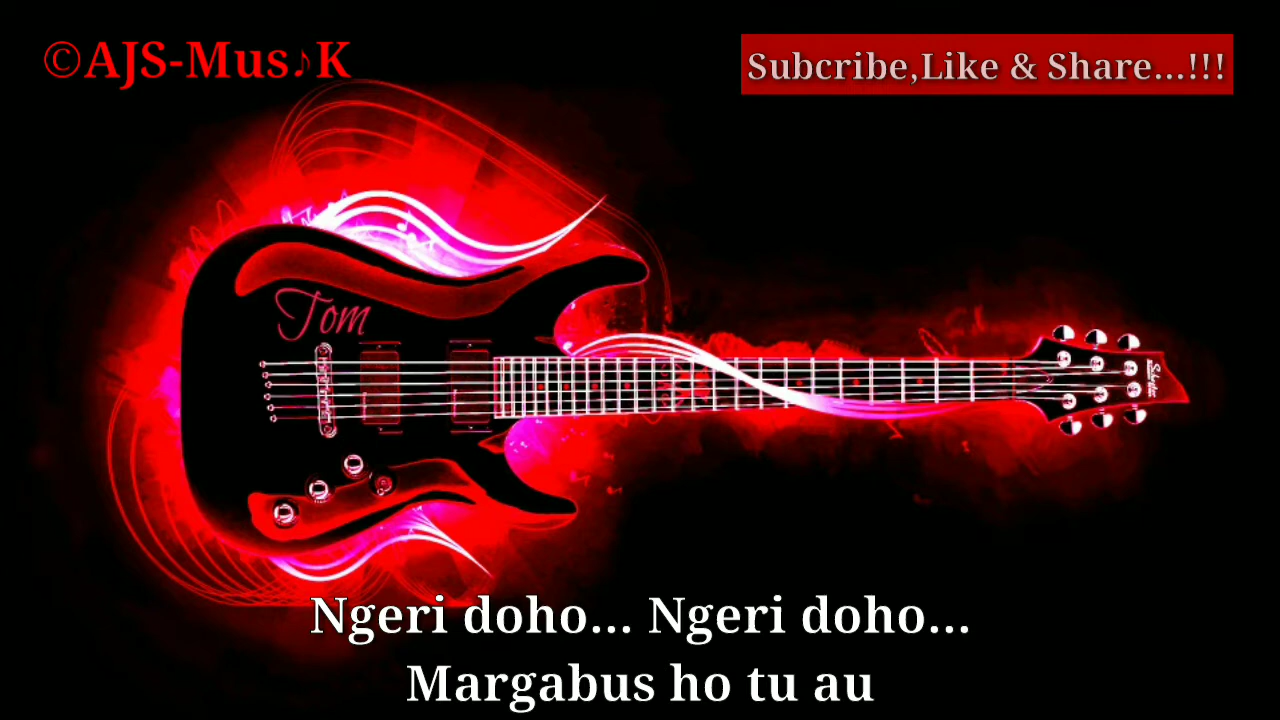 ©AJS-Mus♪K
Subcribe,Like & Share...!!!
Tom
Ngeri doho... Ngeri doho...
Margabus ho tu au